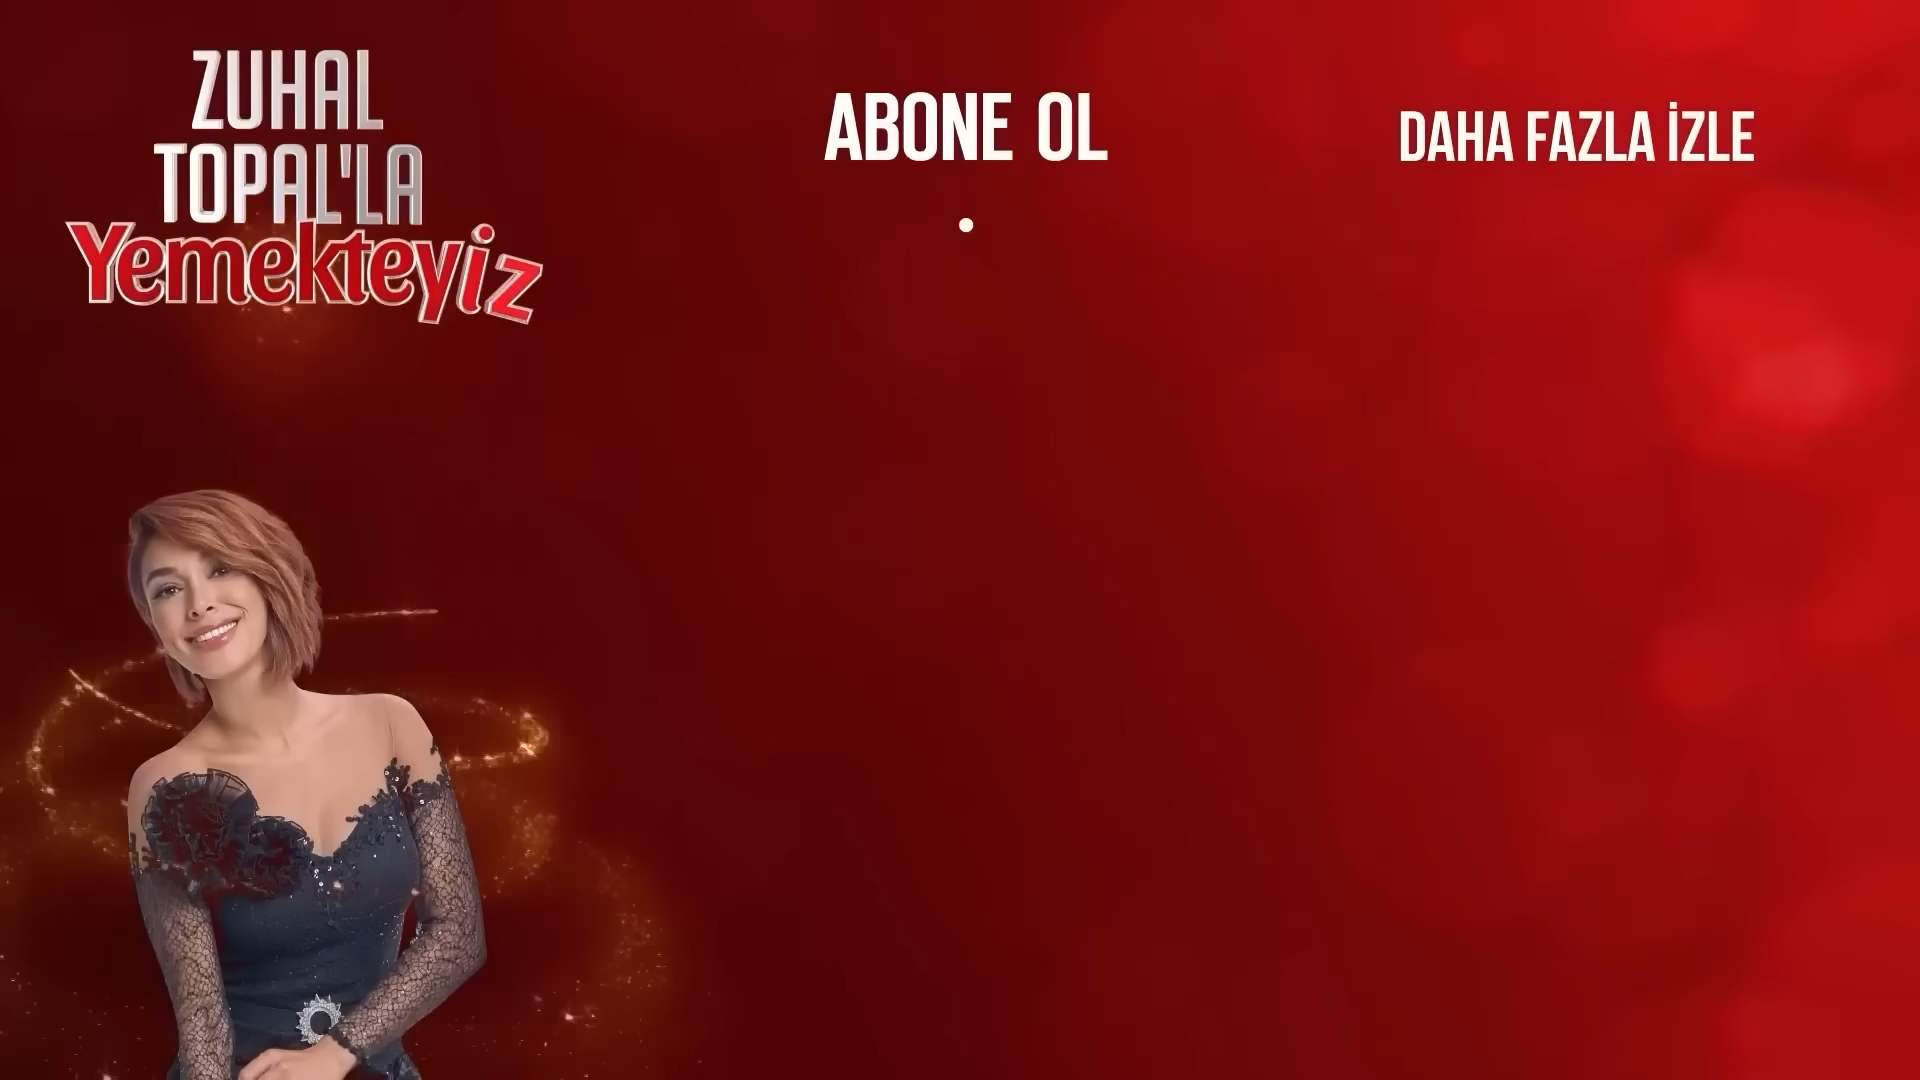 ZUHAL
TOPAL'LA
Yemekteyiz
ABONE OL
DAHA FAZLA İZLE